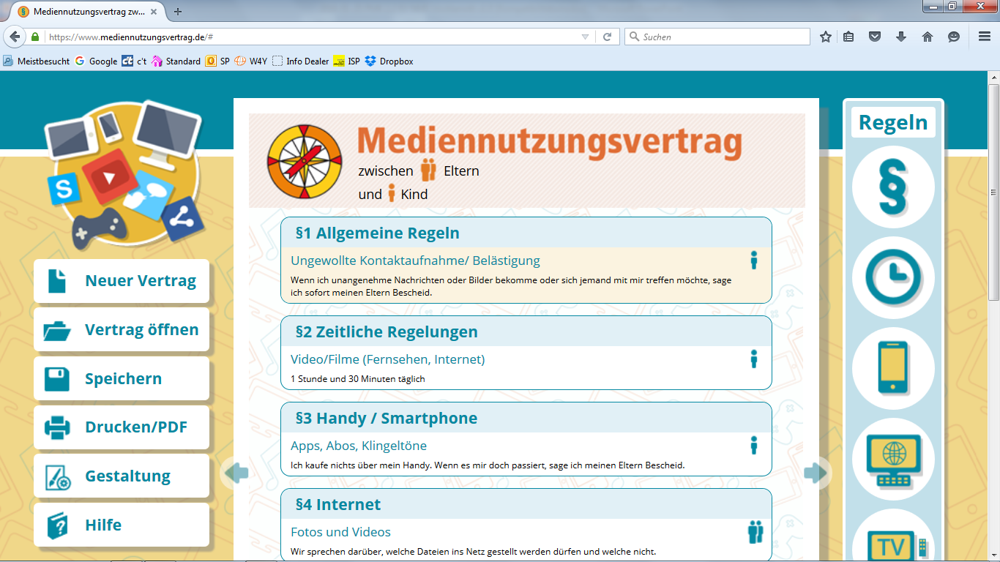 Mediennutzungsvertrag zw...
https://www.mediennutzungsvertrag.de/#
Suchen
Meistbesucht Google c't Standard SP W4Y Info Dealer ISP Dropbox
S
Neuer Vertrag
Vertrag öffnen
Speichern
Drucken/PDF
Gestaltung
Hilfe
Mediennutzungsvertrag
zwischen Eltern
und Kind
§1 Allgemeine Regeln
Ungewollte Kontaktaufnahme/ Belästigung
Wenn ich unangenehme Nachrichten oder Bilder bekomme oder sich jemand mit mir treffen möchte, sage
ich sofort meinen Eltern Bescheid.
§2 Zeitliche Regelungen
Video/Filme (Fernsehen, Internet)
1 Stunde und 30 Minuten täglich
§3 Handy / Smartphone
Apps, Abos, Klingeltöne
Ich kaufe nichts über mein Handy. Wenn es mir doch passiert, sage ich meinen Eltern Bescheid.
§4 Internet
Fotos und Videos
Wir sprechen darüber, welche Dateien ins Netz gestellt werden dürfen und welche nicht.
Regeln
§
TV